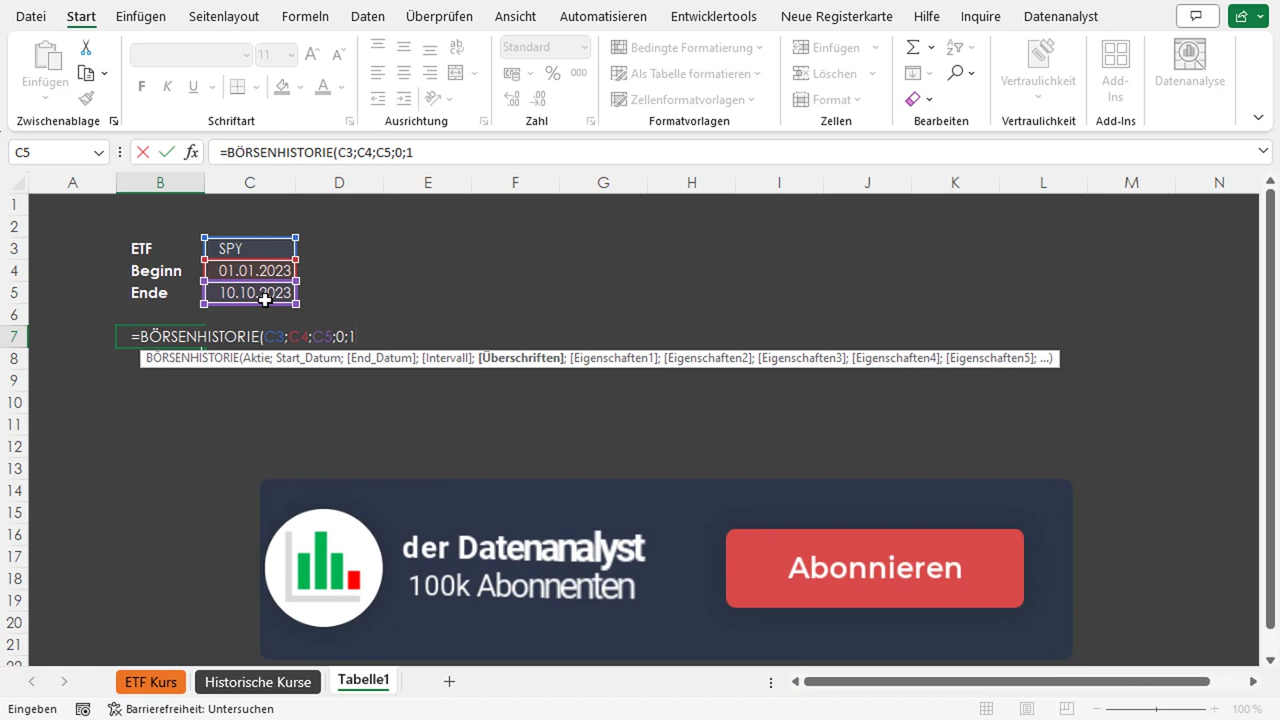 Datei Start Einfügen Seitenlayout Formeln Daten Überprüfen Ansicht Automatisieren Entwicklertools Neue Registerkarte Hilfe Inquire Datenanalyst
Einfügen
11
F K U
Standard
% 000
Bedingte Formatierung
Als Tabelle formatieren
Zellenformatvorlagen
Einfügen
Löschen
Format
Vertraulichkeit
Add-Ins
Datenanalyse
Zwischenablage Schriftart Ausrichtung Zahl Formatvorlagen Zellen Bearbeiten Vertraulichkeit Add-Ins
C5 fx =BÖRSENHISTORIE(C3;C4;C5;0;1
A B C D E F G H I J K L M N
1
2
3 ETF SPY
4 Beginn 01.01.2023
5 Ende 10.10.2023
6
7 =BÖRSENHISTORIE(C3;C4;C5;0;1
8 BÖRSENHISTORIE(Aktie; Start_Datum; [End_Datum]; [Intervall]; [Überschriften]; [Eigenschaften1]; [Eigenschaften2]; [Eigenschaften3]; [Eigenschaften4]; [Eigenschaften5]; ...)
9
10
11
12
13
14
15
16
17
18
19
20
21
22
der Datenanalyst
100k Abonnenten
Abonnieren
ETF Kurs Historische Kurse Tabelle1
Eingeben Barrierefreiheit: Untersuchen 100 %